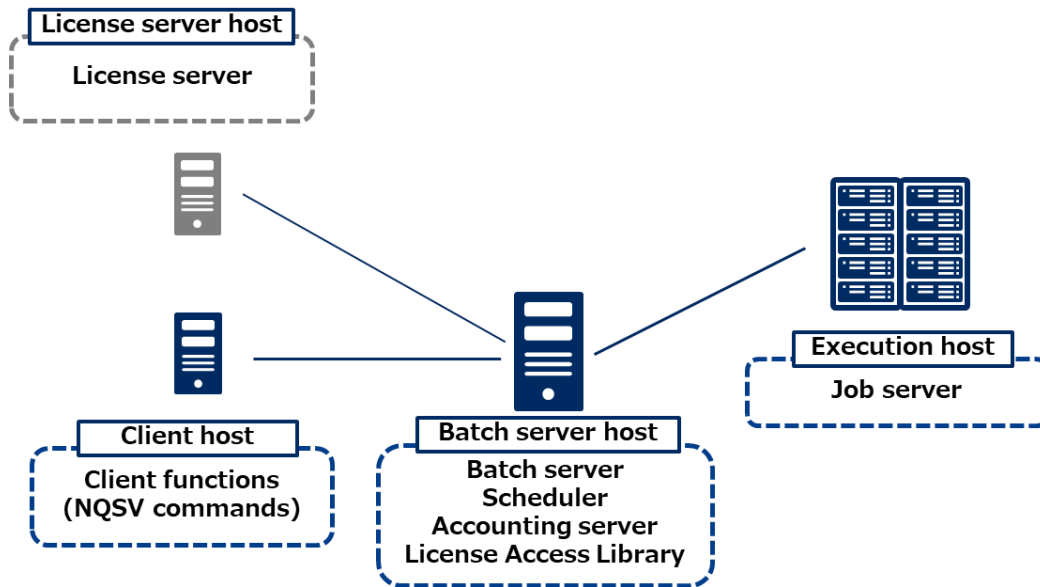 License server host
License server
Execution host
Job server
Client host
Client functions
(NQSV commands)
Batch server host
Batch server
Scheduler
Accounting server
License Access Library